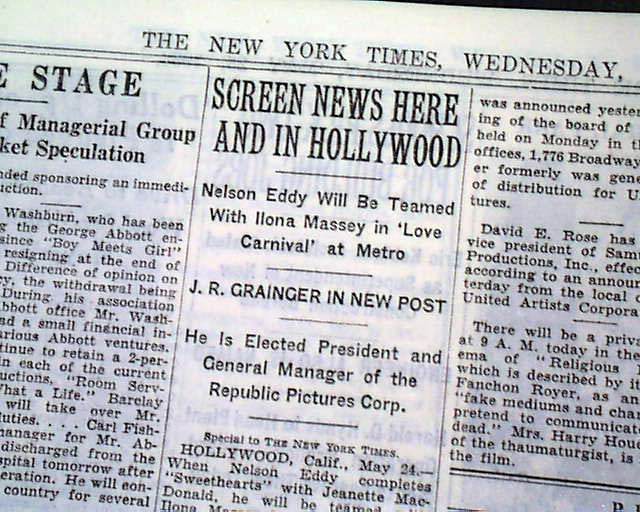 THE NEW YORK TIMES, WEDNESDAY,
E STAGE
f Managerial Group
ket Speculation
nded sponsoring an immedi-
uction.
Washburn, who has been
g the George Abbott en-
since "Boy Meets Girl"
resigning at the end of
Difference of opinion on
y, the withdrawal being
During his association
bbott office Mr. Wash-
d a small financial in-
arious Abbott ventures.
tinue to retain a 2-per-
in each of the current
uctions, "Room Serv-
hat a Life." Barclay
will take over Mr.
uties. . . . Carl Fish-
manager for Mr. Ab-
discharged from the
spital tomorrow after
eration. He will con-
country for several
SCREEN NEWS HERE
AND IN HOLLYWOOD
Nelson Eddy Will Be Teamed
With Ilona Massey in 'Love
Carnival' at Metro
J. R. GRAINGER IN NEW POST
He Is Elected President and
General Manager of the
Republic Pictures Corp.
Special to THE NEW YORK TIMES.
HOLLYWOOD, Calif., May 24.—
When Nelson Eddy completes
"Sweethearts" with Jeanette Mac-
Donald, he will be teamed
Ilona
was announced yester
ing of the board of
held on Monday in th
offices, 1,776 Broadway
er formerly was gene
of distribution for U
tures.
David E. Rose has
vice president of Sam
Productions, Inc., effec
according to an announ
terday from the local
United Artists Corpora
There will be a priva
at 9 A. M. today in the
ema of "Religious
which is described by
Fanchon Royer, as an
"fake mediums and cha
pretend to communicat
dead." Mrs. Harry Hou
of the thaumaturgist, is
the film.